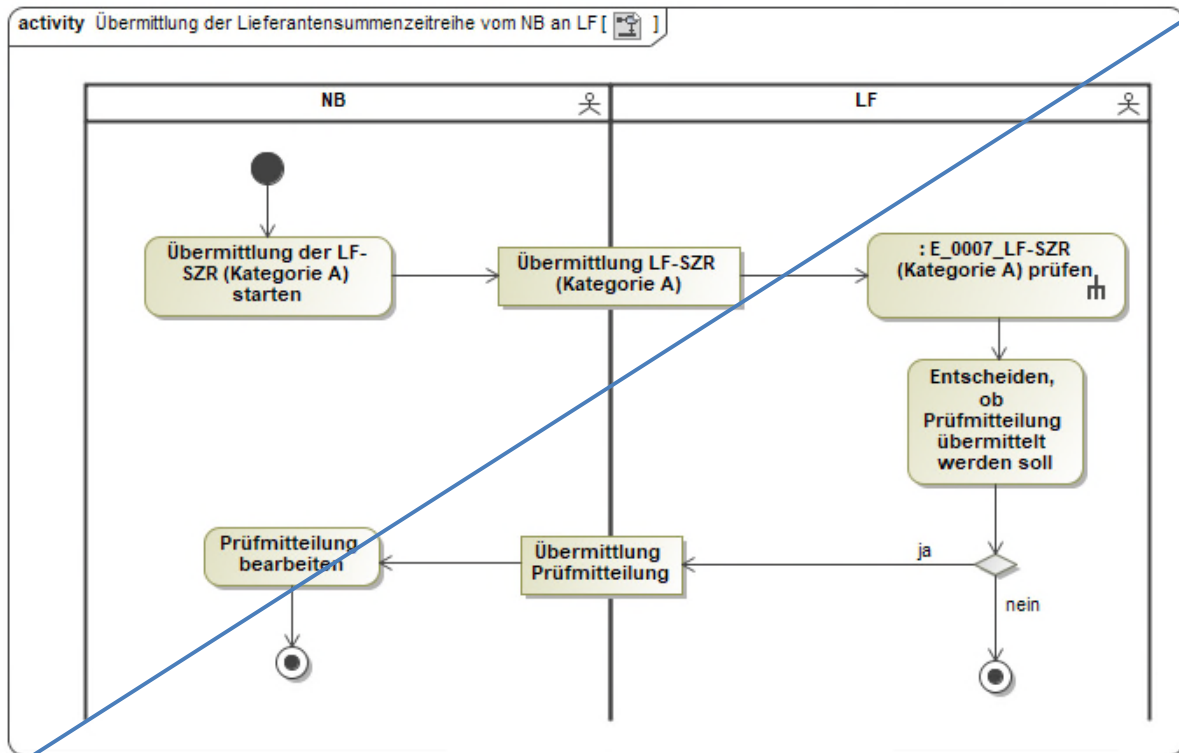 activity Übermittlung der Lieferantensummenzeitreihe vom NB an LF [ ]
NB
LF
Übermittlung der LF-
SZR (Kategorie A)
starten
Übermittlung LF-SZR
(Kategorie A)
: E_0007_LF-SZR
(Kategorie A) prüfen
Entscheiden,
ob
Prüfmitteilung
übermittelt
werden soll
Prüfmitteilung
bearbeiten
Übermittlung
Prüfmitteilung
ja
nein